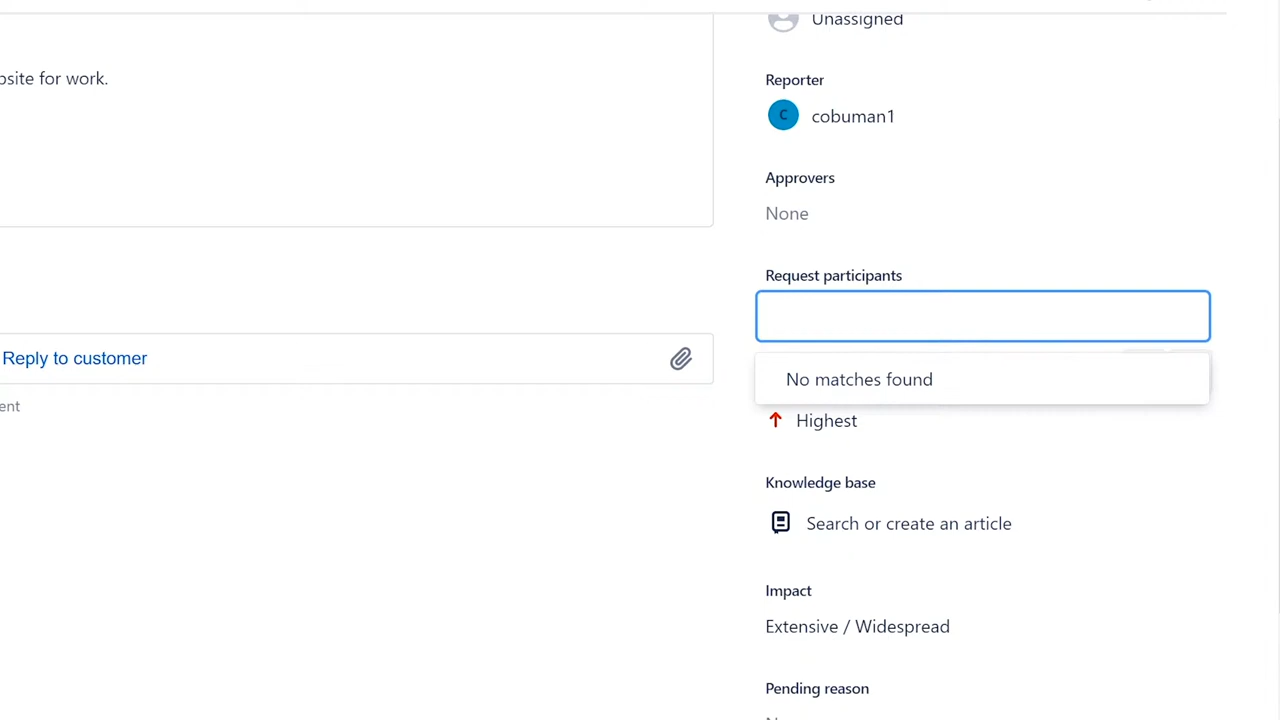 Unassigned
site for work.
Reporter
C cobuman1
Approvers
None
Request participants
Reply to customer
No matches found
ent
Highest
Knowledge base
Search or create an article
Impact
Extensive / Widespread
Pending reason